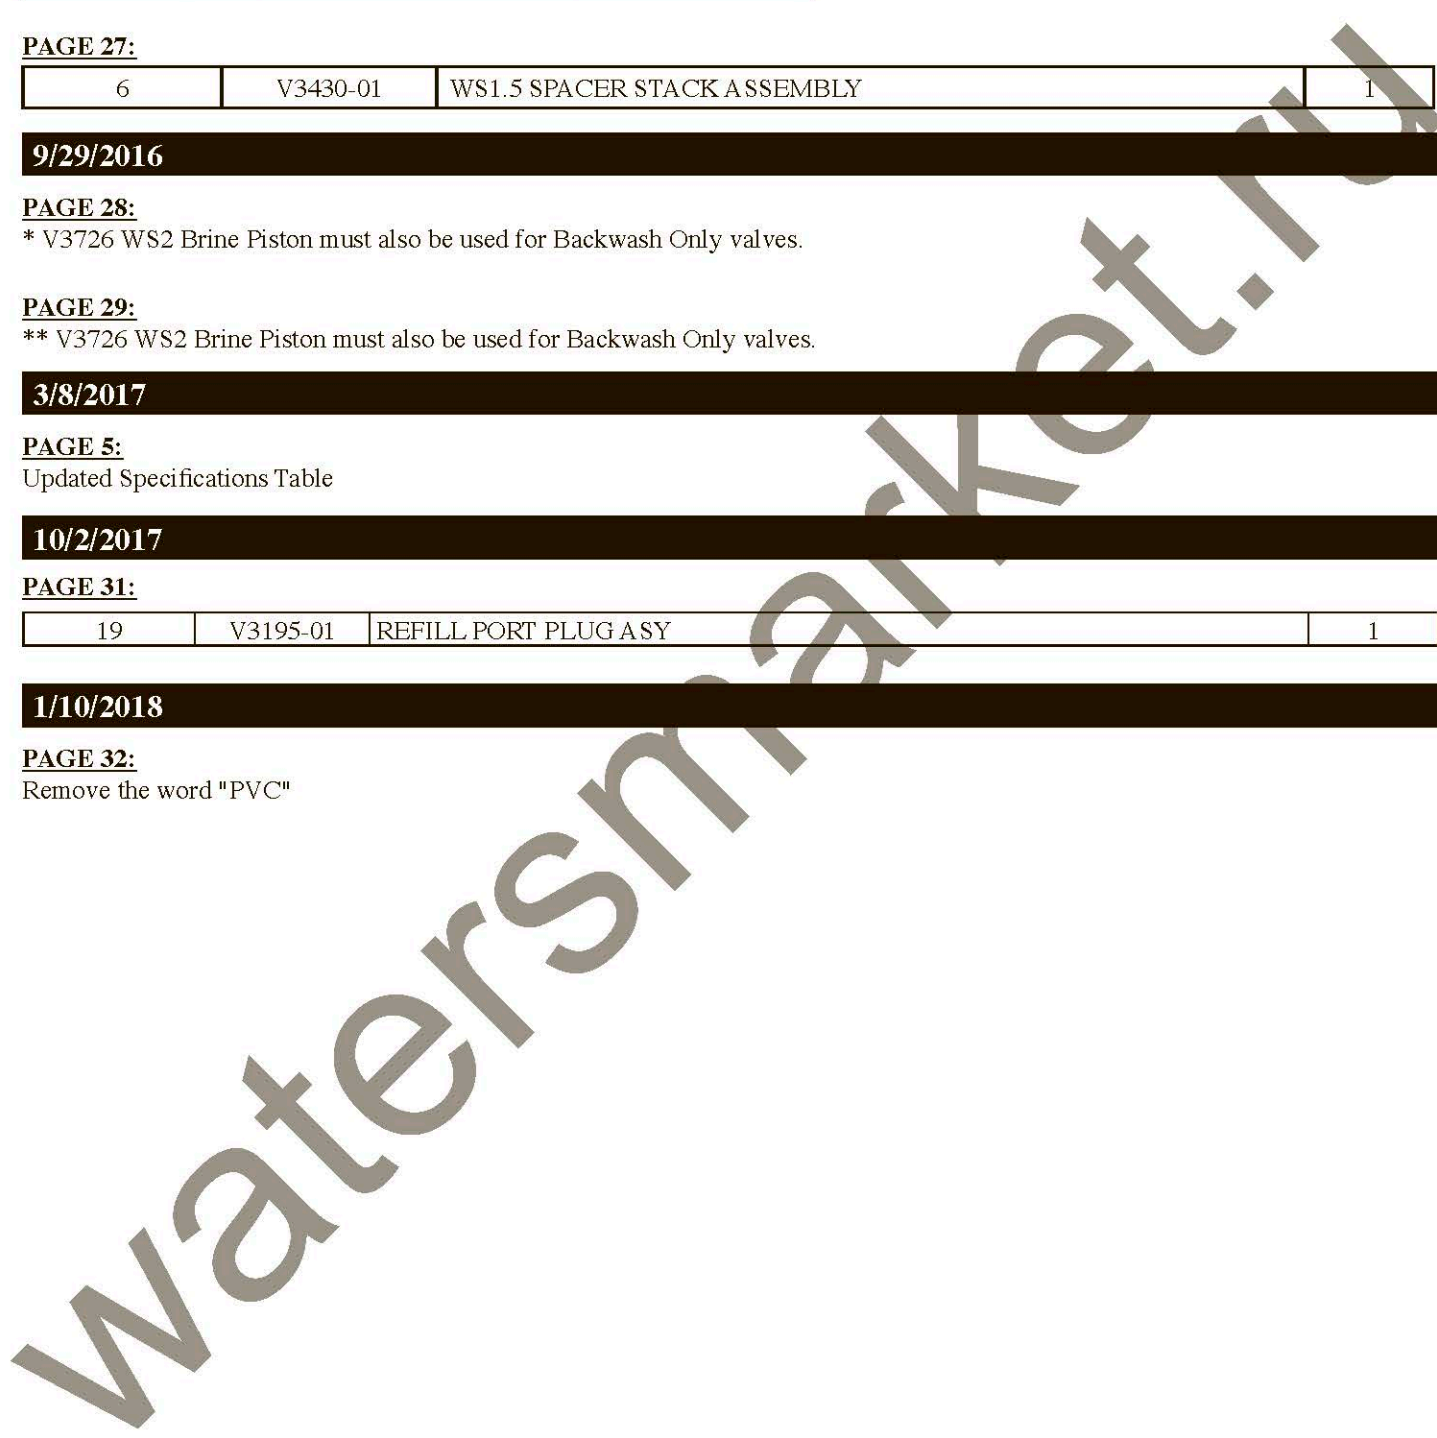 PAGE 27:
6 V3430-01 WS1.5 SPACER STACK ASSEMBLY 1
9/29/2016
PAGE 28:
* V3726 WS2 Brine Piston must also be used for Backwash Only valves.
PAGE 29:
** V3726 WS2 Brine Piston must also be used for Backwash Only valves.
3/8/2017
PAGE 5:
Updated Specifications Table
10/2/2017
PAGE 31:
19 V3195-01 REFILL PORT PLUG ASY 1
1/10/2018
PAGE 32:
Remove the word "PVC"
watersmarket.ru